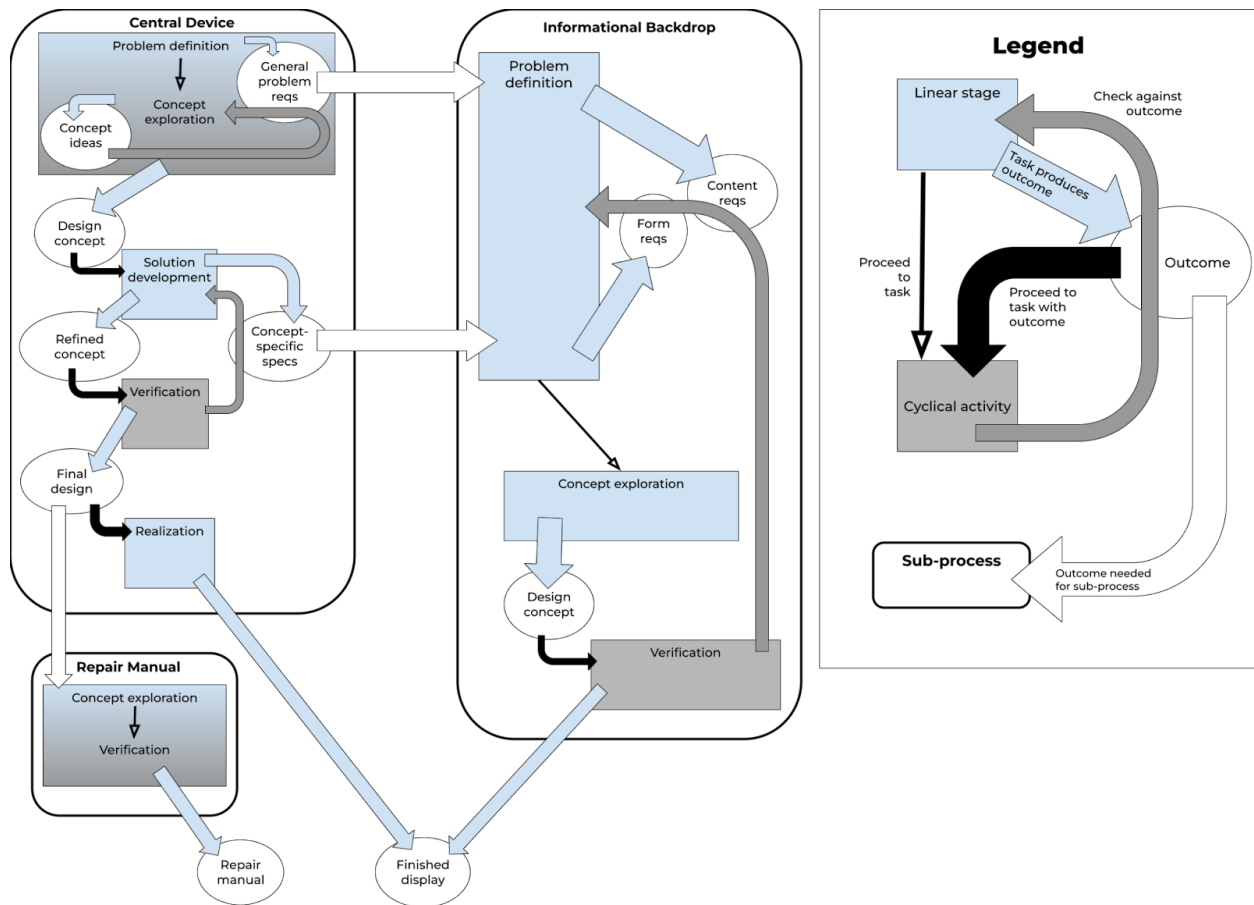 Central Device
Problem definition
General
problem
reqs
Concept
exploration
Concept
ideas
Design
concept
Solution
development
Refined
concept
Concept-
specific
specs
Verification
Final
design
Realization
Repair Manual
Concept exploration
Verification
Repair
manual
Informational Backdrop
Problem
definition
Content
reqs
Form
reqs
Concept exploration
Design
concept
Verification
Finished
display
Legend
Linear stage
Check against
outcome
Task produces
outcome
Outcome
Proceed
to
task
Proceed to
task with
outcome
Cyclical activity
Sub-process
Outcome needed
for sub-process